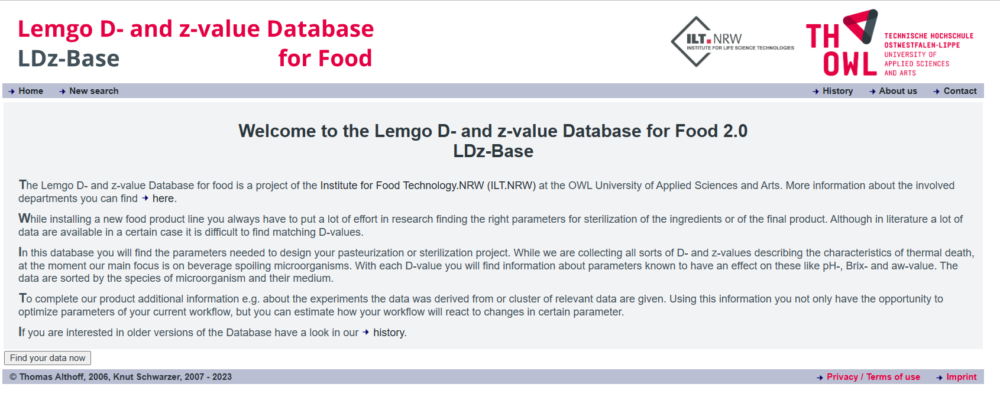 Lemgo D- and z-value Database
LDz-Base for Food
ILT.NRW
INSTITUTE FOR LIFE SCIENCE TECHNOLOGIES
TH
OWL
TECHNISCHE HOCHSCHULE
OSTWESTFALEN-LIPPE
UNIVERSITY OF
APPLIED SCIENCES
AND ARTS
Home New search History About us Contact
Welcome to the Lemgo D- and z-value Database for Food 2.0
LDz-Base
The Lemgo D- and z-value Database for food is a project of the Institute for Food Technology.NRW (ILT.NRW) at the OWL University of Applied Sciences and Arts. More information about the involved
departments you can find here.
While installing a new food product line you always have to put a lot of effort in research finding the right parameters for sterilization of the ingredients or of the final product. Although in literature a lot of
data are available in a certain case it is difficult to find matching D-values.
In this database you will find the parameters needed to design your pasteurization or sterilization project. While we are collecting all sorts of D- and z-values describing the characteristics of thermal death,
at the moment our main focus is on beverage spoiling microorganisms. With each D-value you will find information about parameters known to have an effect on these like pH-, Brix- and aw-value. The
data are sorted by the species of microorganism and their medium.
To complete our product additional information e.g. about the experiments the data was derived from or cluster of relevant data are given. Using this information you not only have the opportunity to
optimize parameters of your current workflow, but you can estimate how your workflow will react to changes in certain parameter.
If you are interested in older versions of the Database have a look in our history.
Find your data now
© Thomas Althoff, 2006, Knut Schwarzer, 2007 - 2023 Privacy / Terms of use Imprint